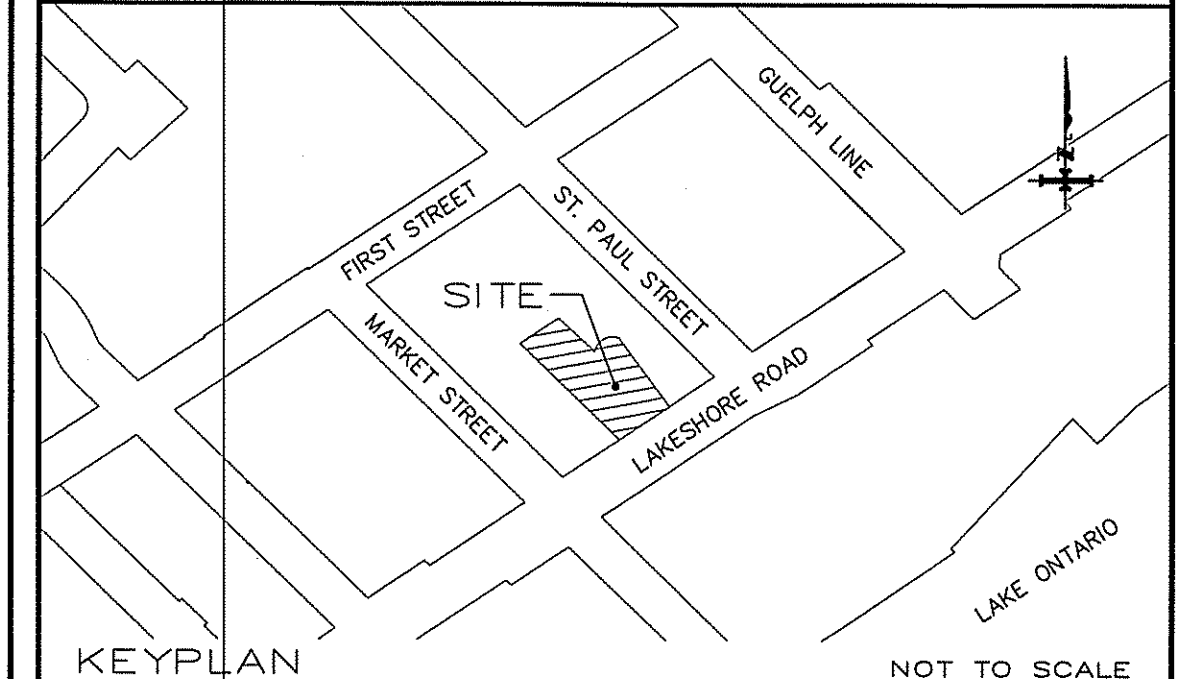 GUELPH LINE
FIRST STREET
ST. PAUL STREET
SITE
MARKET STREET
LAKESHORE ROAD
LAKE ONTARIO
KEYPLAN
NOT TO SCALE